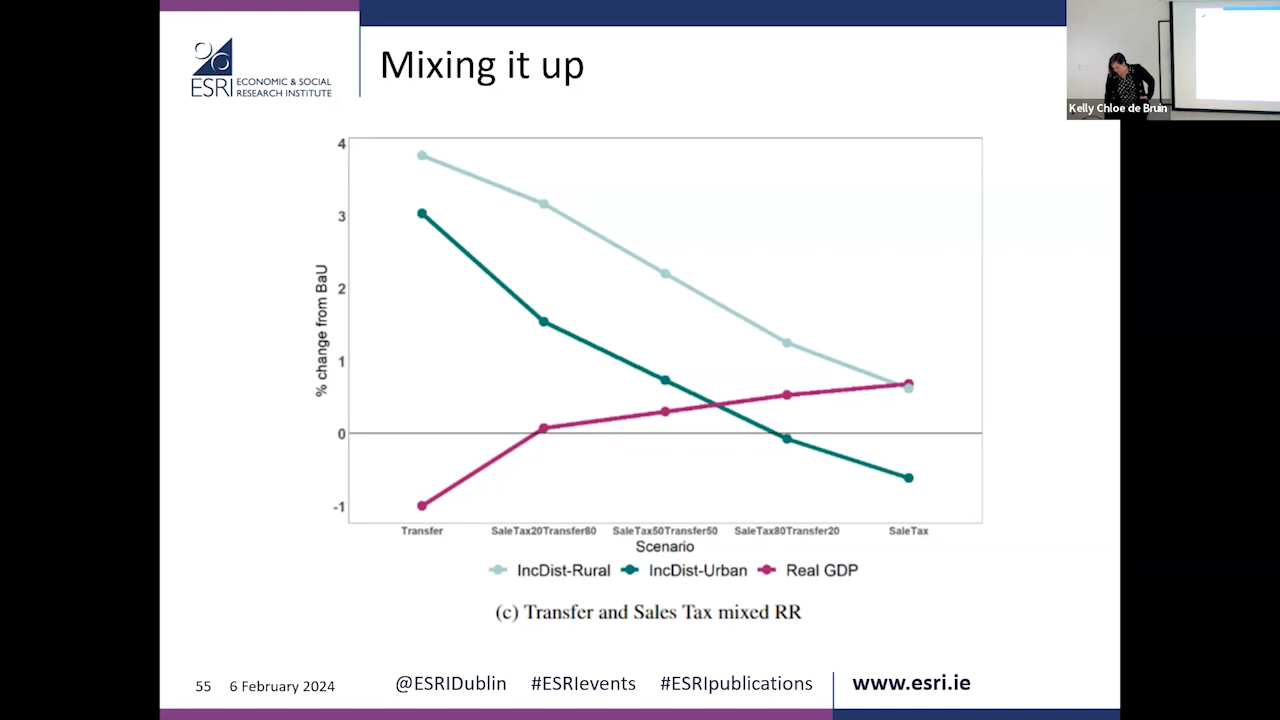 ESRI ECONOMIC & SOCIAL
RESEARCH INSTITUTE
Mixing it up
Kelly Chloe de Bruin
4
3
2
1
0
-1
% change from BaU
Transfer SaleTax20Transfer80 SaleTax50Transfer50 SaleTax80Transfer20 SaleTax
Scenario
IncDist-Rural IncDist-Urban Real GDP
(c) Transfer and Sales Tax mixed RR
55 6 February 2024 @ESRIDublin #ESRIevents #ESRIpublications www.esri.ie